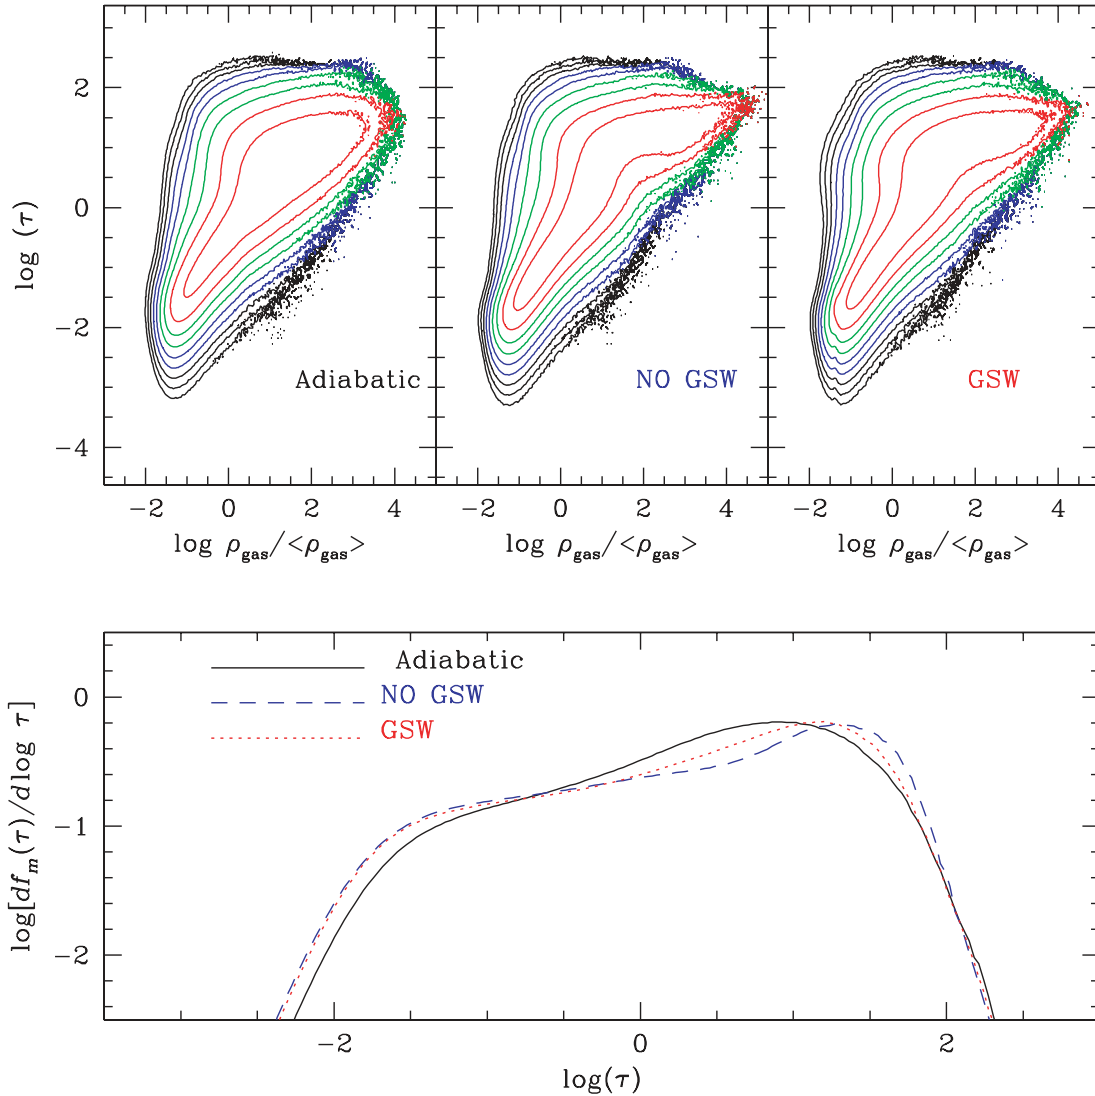 log (τ)
2
0
−2
−4
Adiabatic
NO GSW
GSW
−2 0 2 4
−2 0 2 4
−2 0 2 4
log ρgas/<ρgas>
log ρgas/<ρgas>
log ρgas/<ρgas>
log[dfm(τ)/dlog τ]
0
−1
−2
Adiabatic
NO GSW
GSW
−2 0 2
log(τ)